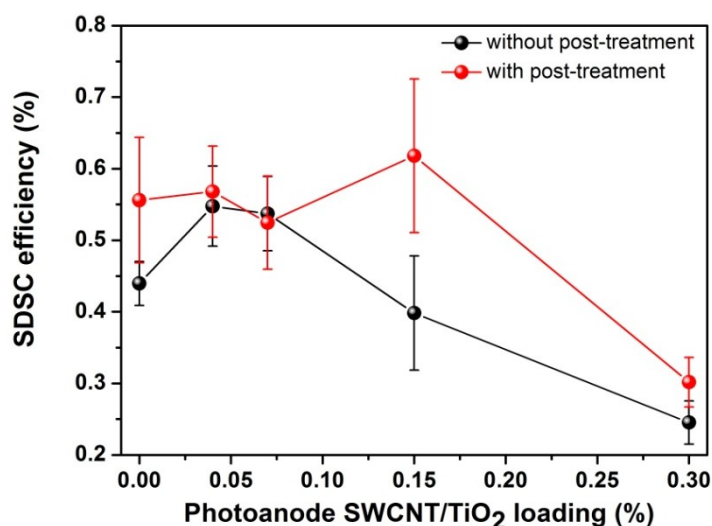 0.8
without post-treatment
with post-treatment
0.7
0.6
0.5
0.4
0.3
0.2
SDSC efficiency (%)
0.00 0.05 0.10 0.15 0.20 0.25 0.30
Photoanode SWCNT/TiO₂ loading (%)